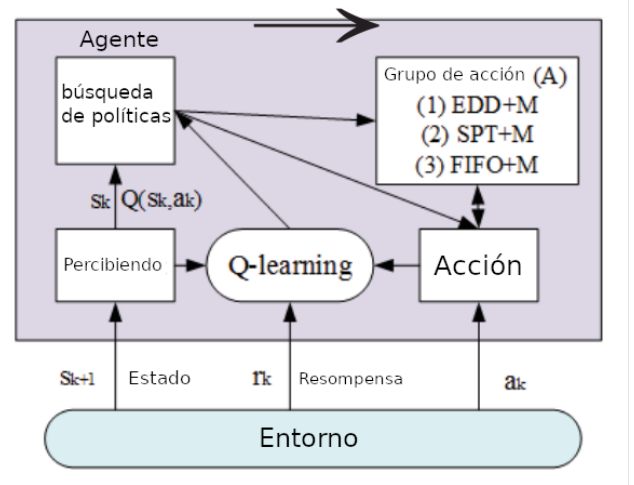 Agente
búsqueda
de políticas
Grupo de acción (A)
(1) EDD+M
(2) SPT+M
(3) FIFO+M
sk Q(sk,ak)
Percibiendo
Q-learning
Acción
sk+1 Estado
rk Resompensa
ak
Entorno